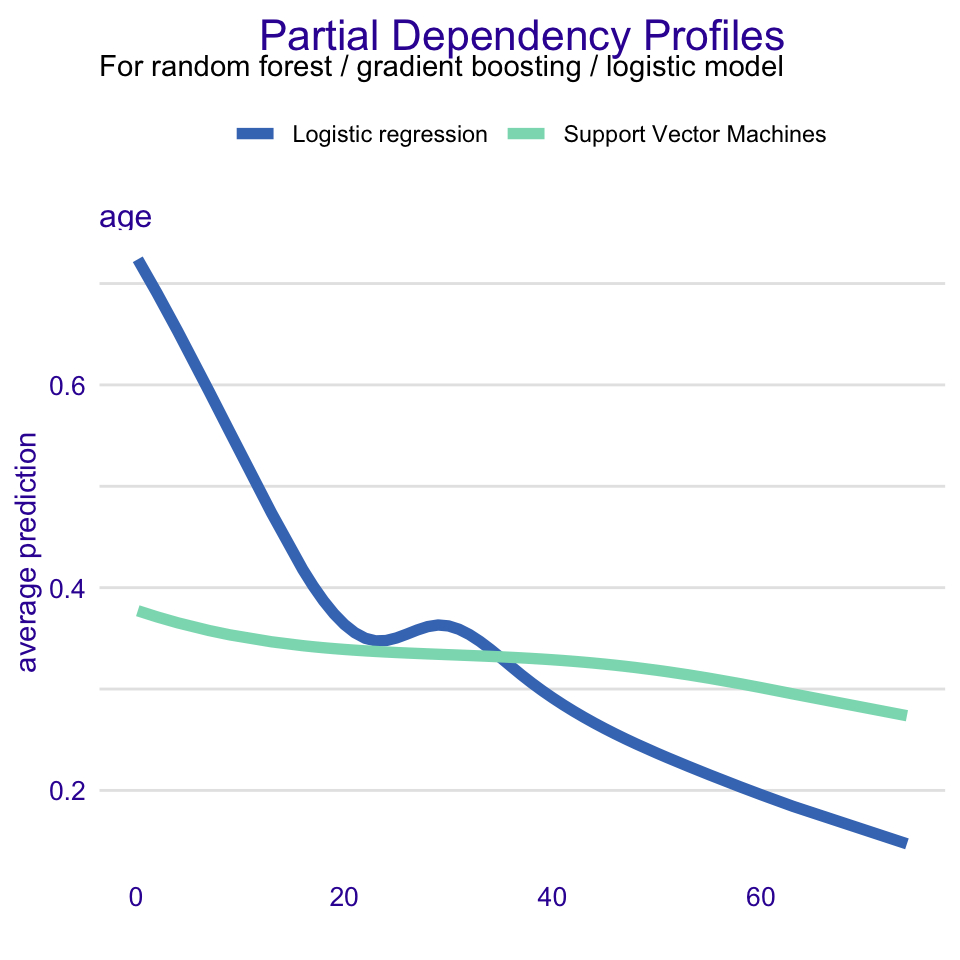 Partial Dependency Profiles
For random forest / gradient boosting / logistic model
Logistic regression Support Vector Machines
age
average prediction
0.6
0.4
0.2
0 20 40 60